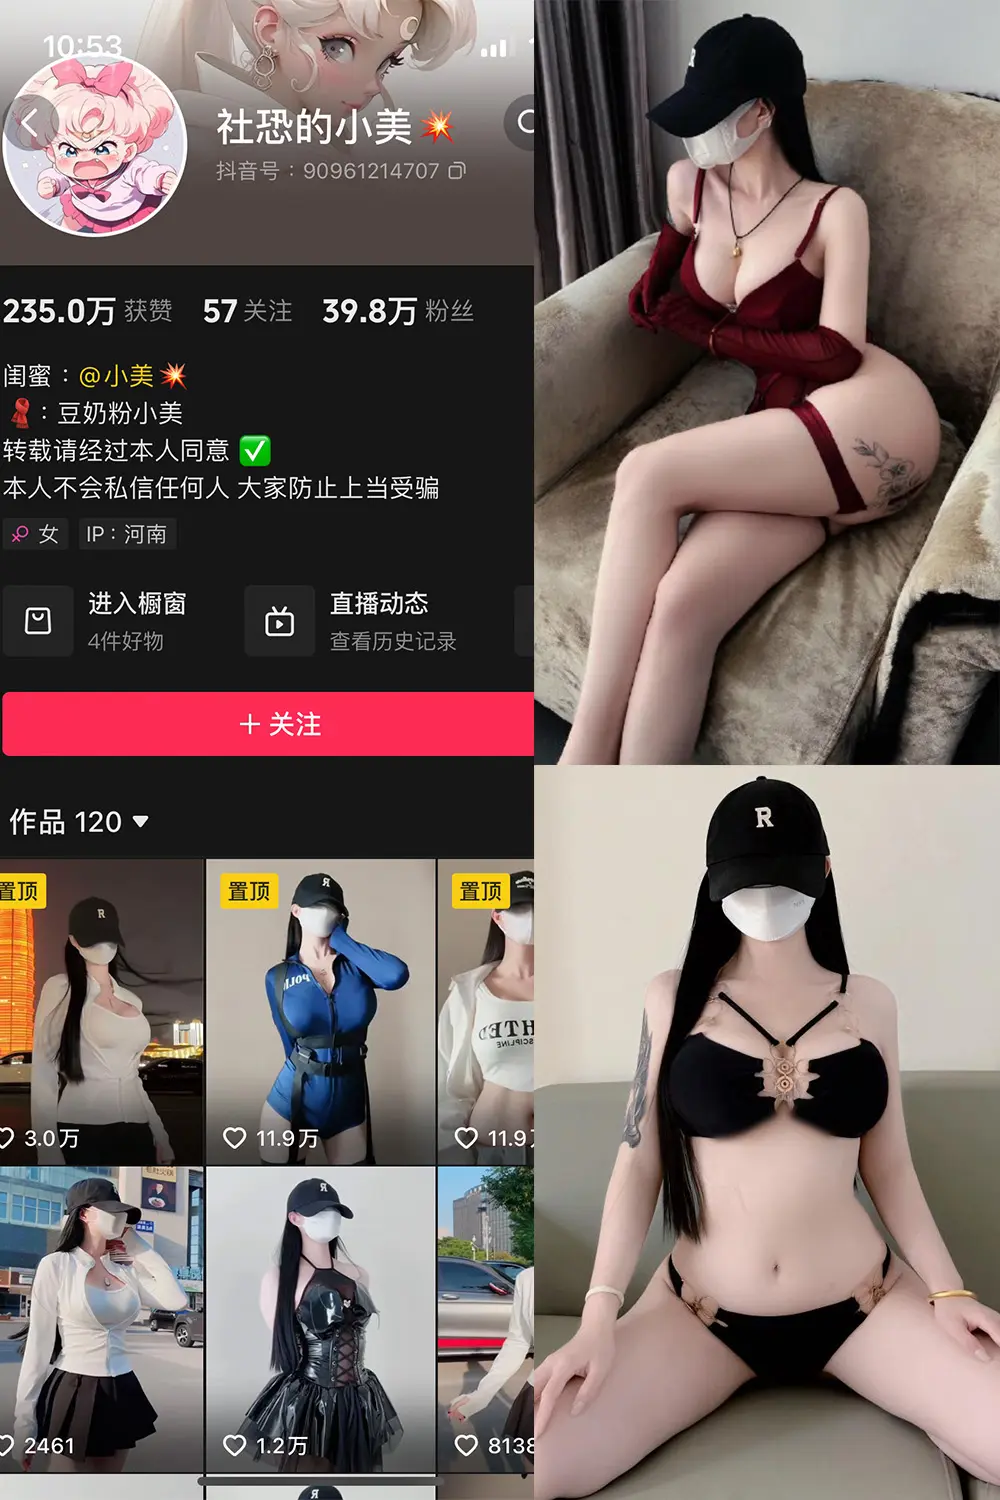 10:53
社恐的小美💥
抖音号：90961214707
235.0万 获赞 57 关注 39.8万 粉丝
闺蜜：@小美💥
🧣：豆奶粉小美
转载请经过本人同意 ✅
本人不会私信任何人 大家防止上当受骗
女 IP：河南
进入橱窗
4件好物
直播动态
查看历史记录
＋ 关注
作品 120
置顶
置顶
置顶
R
R
3.0万
11.9万
11.9
R
2461
1.2万
8138
R
R
R